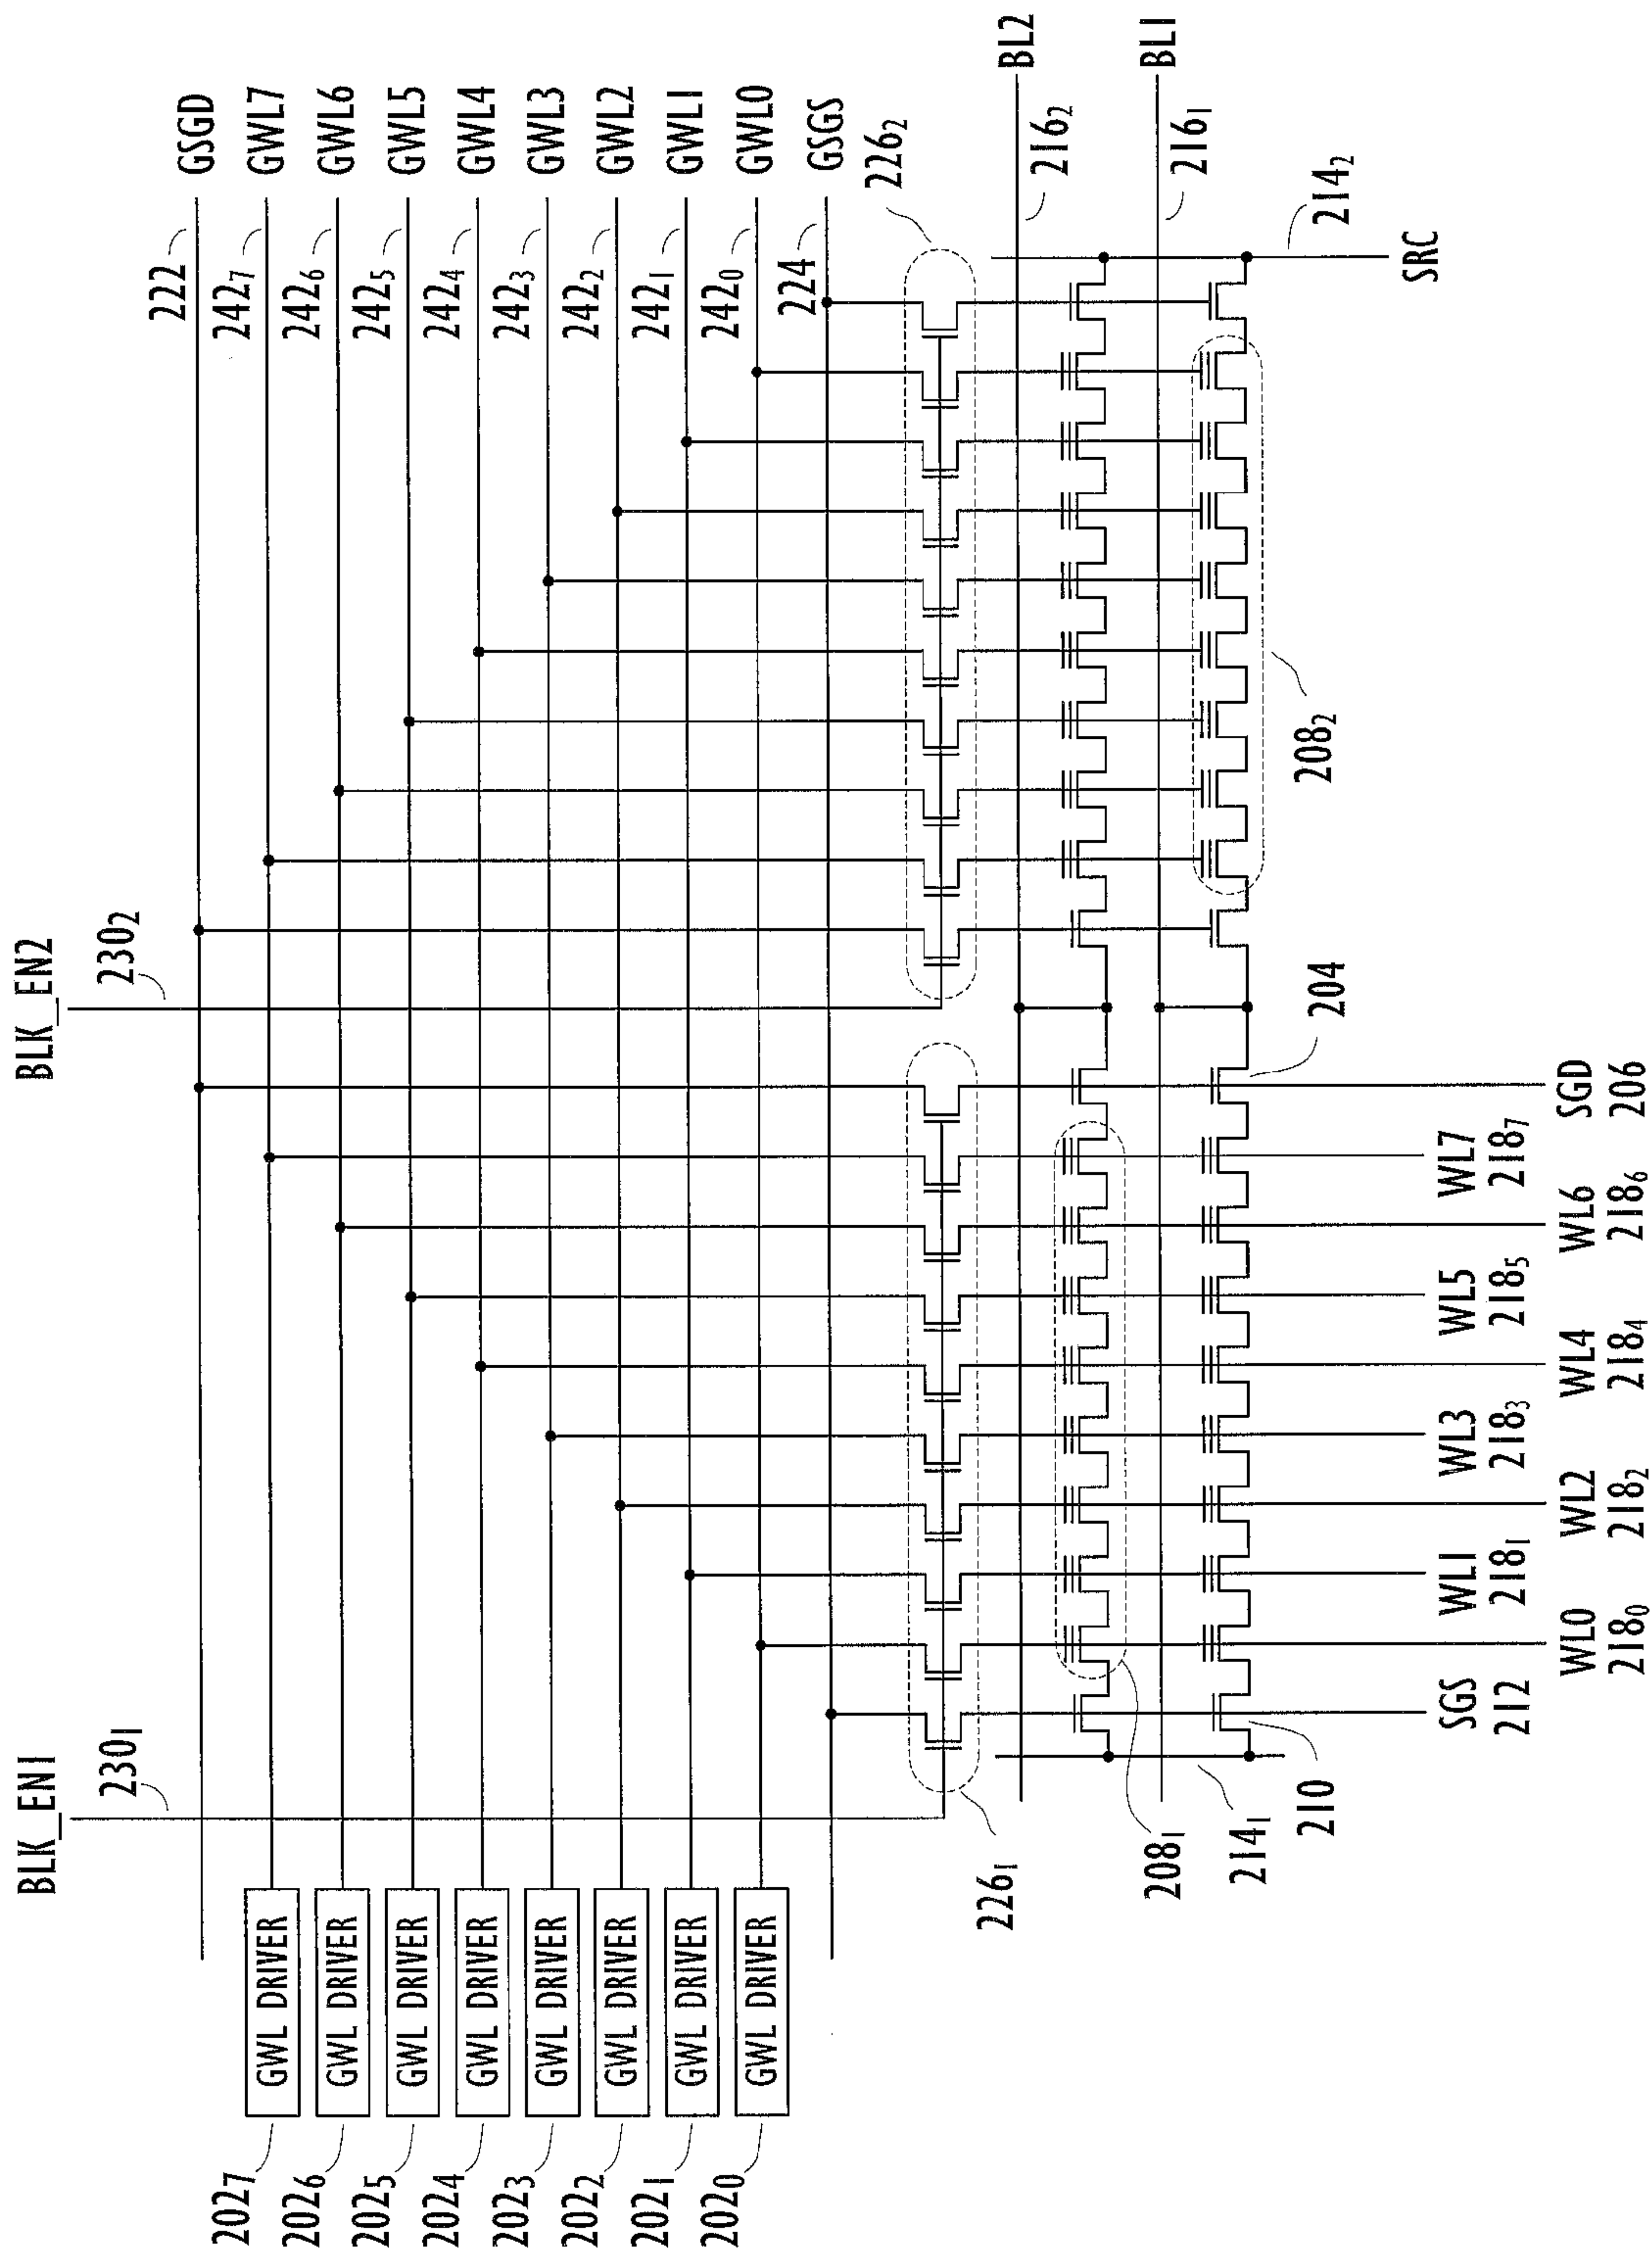 BLK_EN1
230₁
BLK_EN2
230₂
222
GSGD
242₇
GWL7
242₆
GWL6
242₅
GWL5
242₄
GWL4
242₃
GWL3
242₂
GWL2
242₁
GWL1
242₀
GWL0
224
GSGS
202₇
GWL DRIVER
202₆
GWL DRIVER
202₅
GWL DRIVER
202₄
GWL DRIVER
202₃
GWL DRIVER
202₂
GWL DRIVER
202₁
GWL DRIVER
202₀
GWL DRIVER
226₁
226₂
BL2
216₂
BL1
216₁
208₁
214₁
210
204
208₂
214₂
SRC
SGS
212
WL0
218₀
WL1
218₁
WL2
218₂
WL3
218₃
WL4
218₄
WL5
218₅
WL6
218₆
WL7
218₇
SGD
206